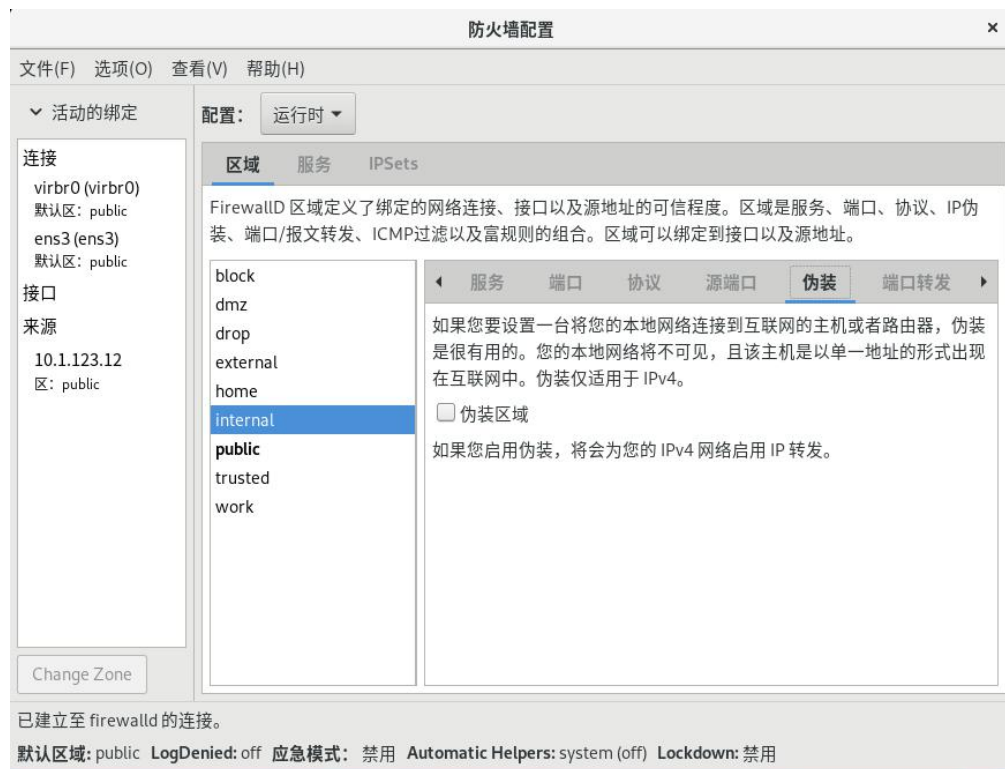 防火墙配置
×
文件(F) 选项(O) 查看(V) 帮助(H)
活动的绑定
配置： 运行时
连接
virbr0 (virbr0)
默认区：public
ens3 (ens3)
默认区：public
接口
来源
10.1.123.12
区：public
Change Zone
区域 服务 IPSets
FirewallD 区域定义了绑定的网络连接、接口以及源地址的可信程度。区域是服务、端口、协议、IP伪
装、端口/报文转发、ICMP过滤以及富规则的组合。区域可以绑定到接口以及源地址。
block
dmz
drop
external
home
internal
public
trusted
work
服务 端口 协议 源端口 伪装 端口转发
如果您要设置一台将您的本地网络连接到互联网的主机或者路由器，伪装
是很有用的。您的本地网络将不可见，且该主机是以单一地址的形式出现
在互联网中。伪装仅适用于 IPv4。
伪装区域
如果您启用伪装，将会为您的 IPv4 网络启用 IP 转发。
已建立至 firewalld 的连接。
默认区域: public LogDenied: off 应急模式： 禁用 Automatic Helpers: system (off) Lockdown: 禁用